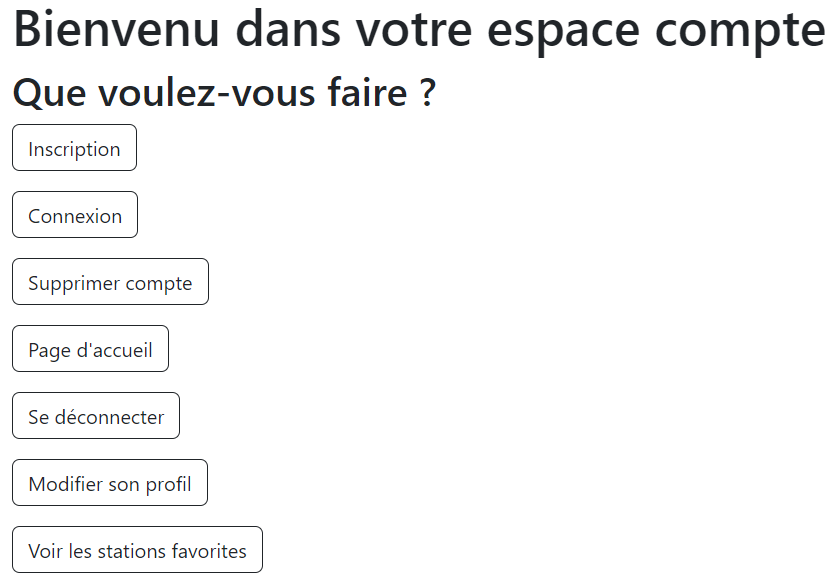 Bienvenu dans votre espace compte
Que voulez-vous faire ?
Inscription
Connexion
Supprimer compte
Page d'accueil
Se déconnecter
Modifier son profil
Voir les stations favorites